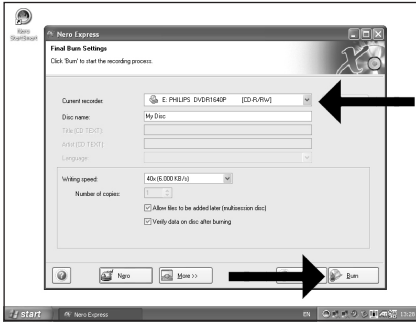 Nero
StartSmart
Nero Express
Final Burn Settings
Click 'Burn' to start the recording process.
Current recorder: E: PHILIPS DVDR1640P [CD-R/RW]
Disc name: My Disc
Title (CD TEXT):
Artist (CD TEXT):
Language:
Writing speed: 40x (6.000 KB/s)
Number of copies: 1
Allow files to be added later (multisession disc)
Verify data on disc after burning
Nero More >> Burn
start Nero Express EN 13:28